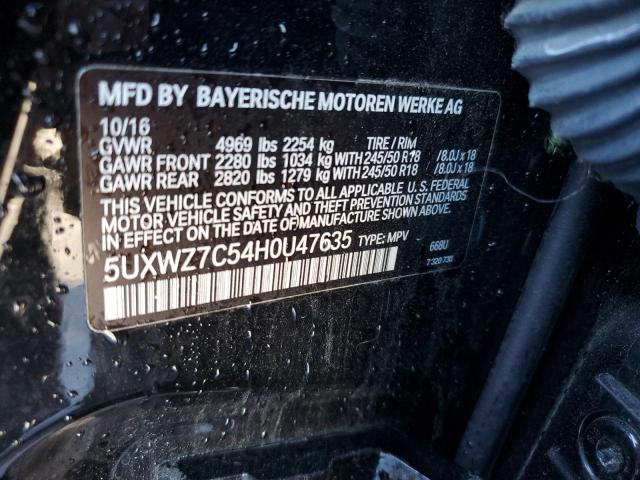 MFD BY BAYERISCHE MOTOREN WERKE AG
10/16
GVWR 4969 lbs 2254 kg TIRE / RIM
GAWR FRONT 2280 lbs 1034 kg WITH 245/50 R18 /8.0J x 18
GAWR REAR 2820 lbs 1279 kg WITH 245/50 R18 /8.0J x 18
THIS VEHICLE CONFORMS TO ALL APPLICABLE U.S. FEDERAL
MOTOR VEHICLE SAFETY AND THEFT PREVENTION STANDARDS
IN EFFECT ON THE DATE OF MANUFACTURE SHOWN ABOVE.
5UXWZ7C54H0U47635 TYPE: MPV 668U
7 320 730